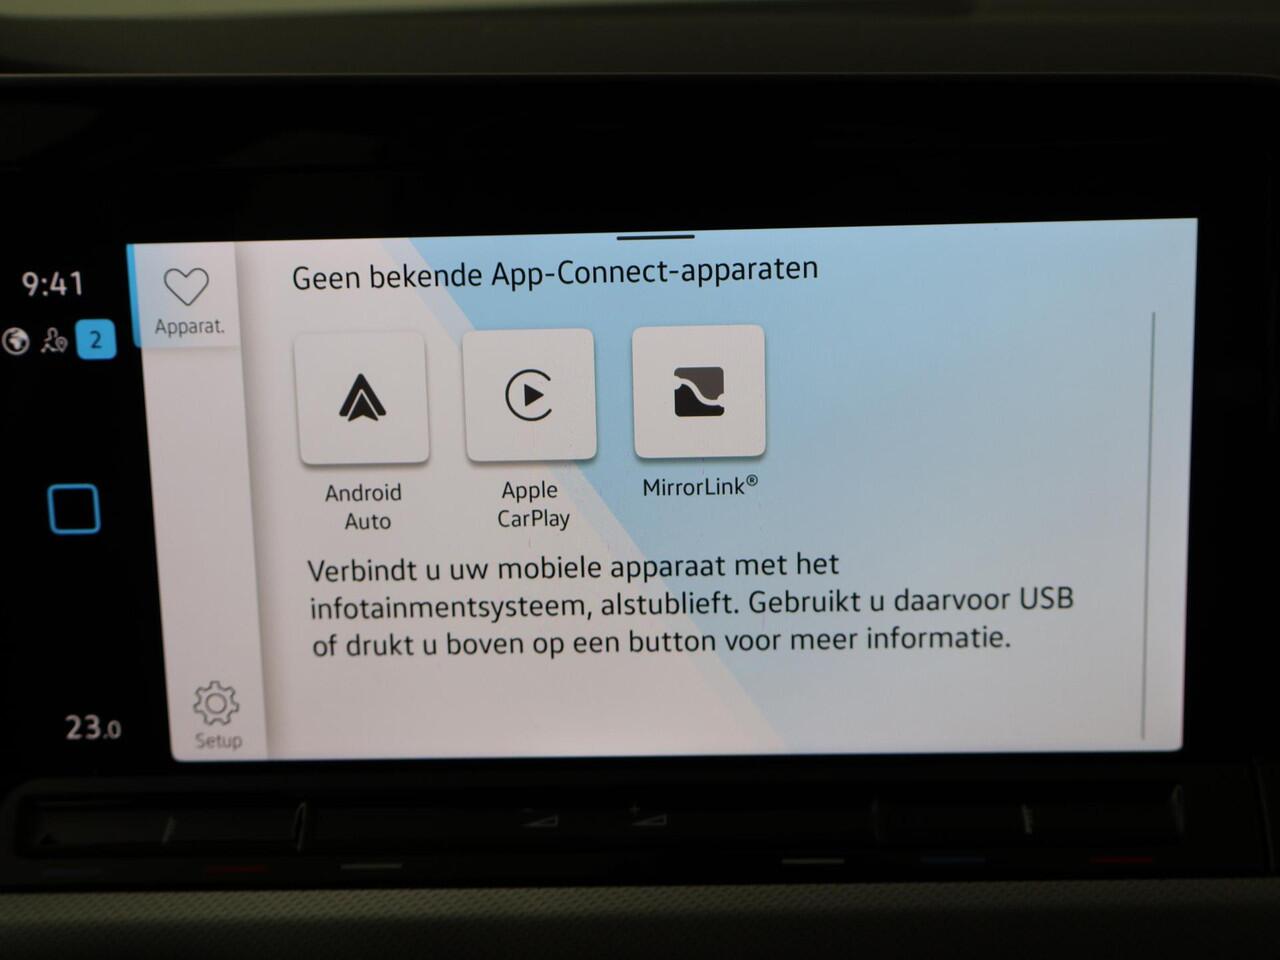 9:41
2
Apparat.
Geen bekende App-Connect-apparaten
Android
Auto
Apple
CarPlay
MirrorLink®
Verbindt u uw mobiele apparaat met het
infotainmentsysteem, alstublieft. Gebruikt u daarvoor USB
of drukt u boven op een button voor meer informatie.
23.0
Setup